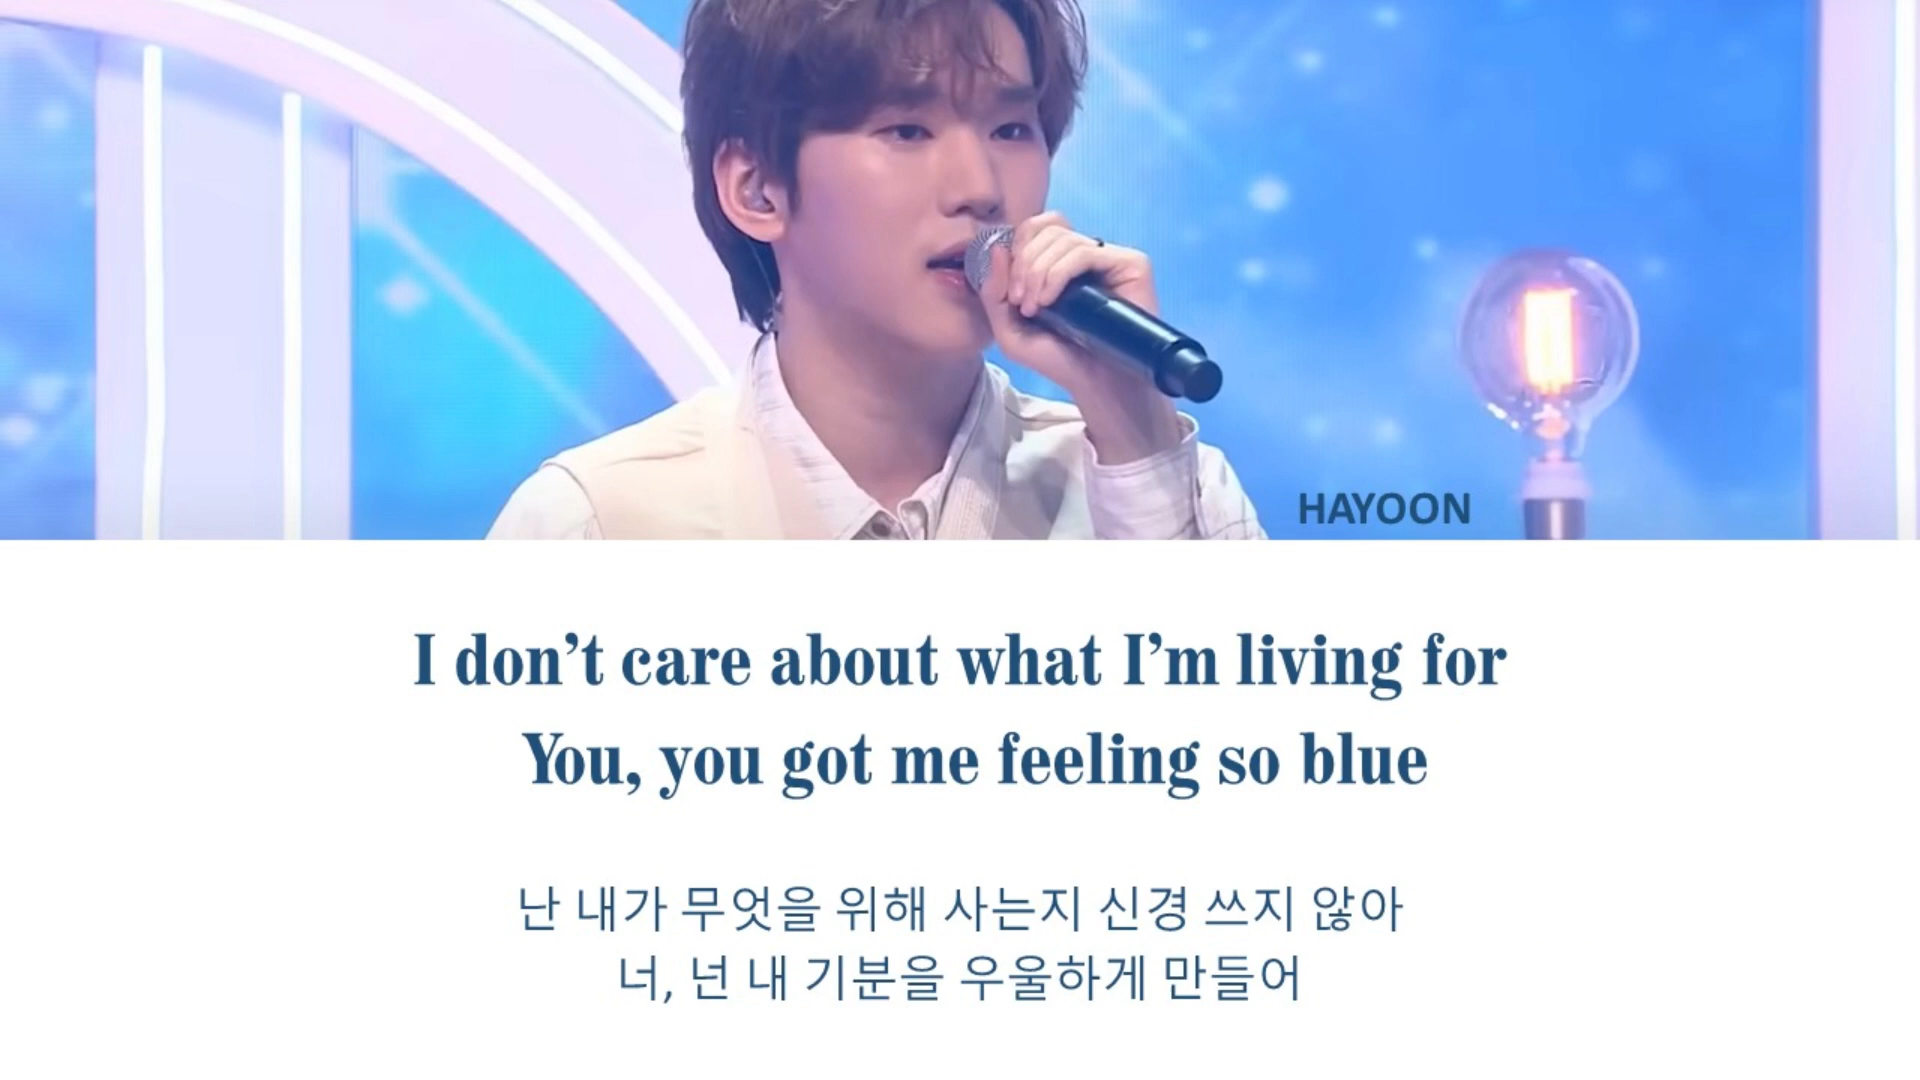 HAYOON
I don’t care about what I’m living for
You, you got me feeling so blue
난 내가 무엇을 위해 사는지 신경 쓰지 않아
너, 넌 내 기분을 우울하게 만들어